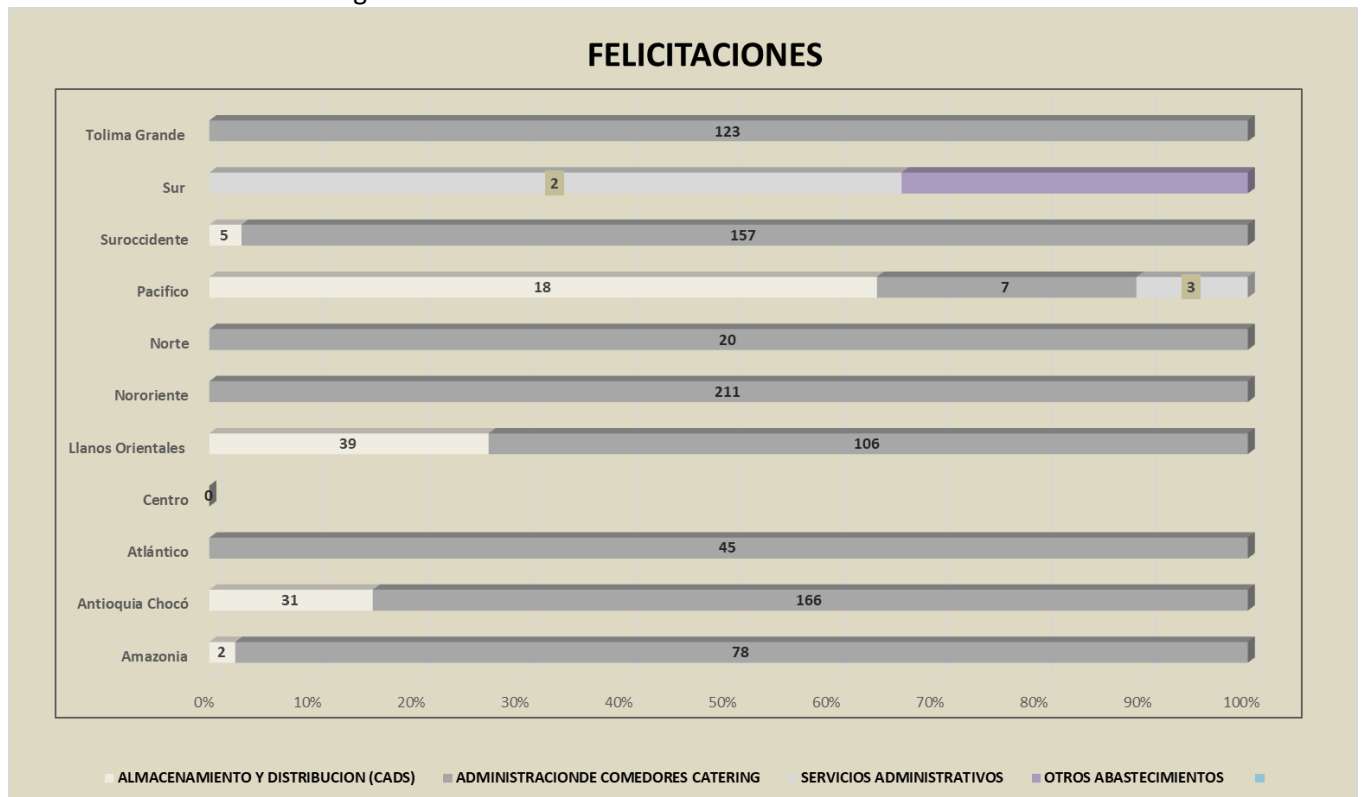 FELICITACIONES
Tolima Grande 123
Sur 2
Suroccidente 5 157
Pacifico 18 7 3
Norte 20
Nororiente 211
Llanos Orientales 39 106
Centro 0
Atlántico 45
Antioquia Chocó 31 166
Amazonia 2 78
0% 10% 20% 30% 40% 50% 60% 70% 80% 90% 100%
ALMACENAMIENTO Y DISTRIBUCION (CADS) ADMINISTRACIONDE COMEDORES CATERING SERVICIOS ADMINISTRATIVOS OTROS ABASTECIMIENTOS